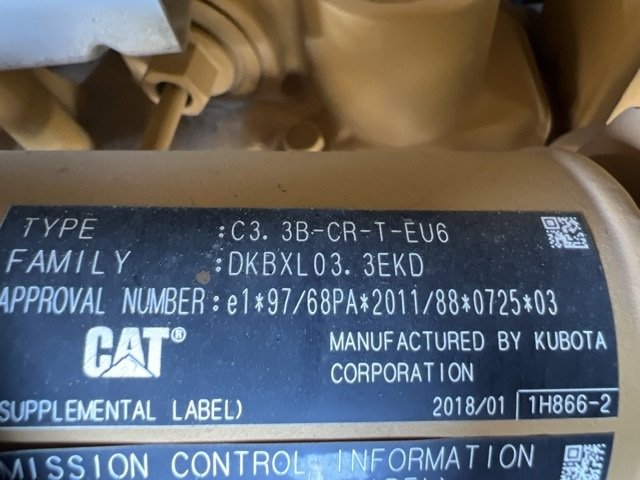 TYPE :C3.3B-CR-T-EU6
FAMILY :DKBXL03.3EKD
APPROVAL NUMBER:e1*97/68PA*2011/88*0725*03
CAT®
MANUFACTURED BY KUBOTA
CORPORATION
(SUPPLEMENTAL LABEL) 2018/01 1H866-2
MISSION CONTROL INFORMATION